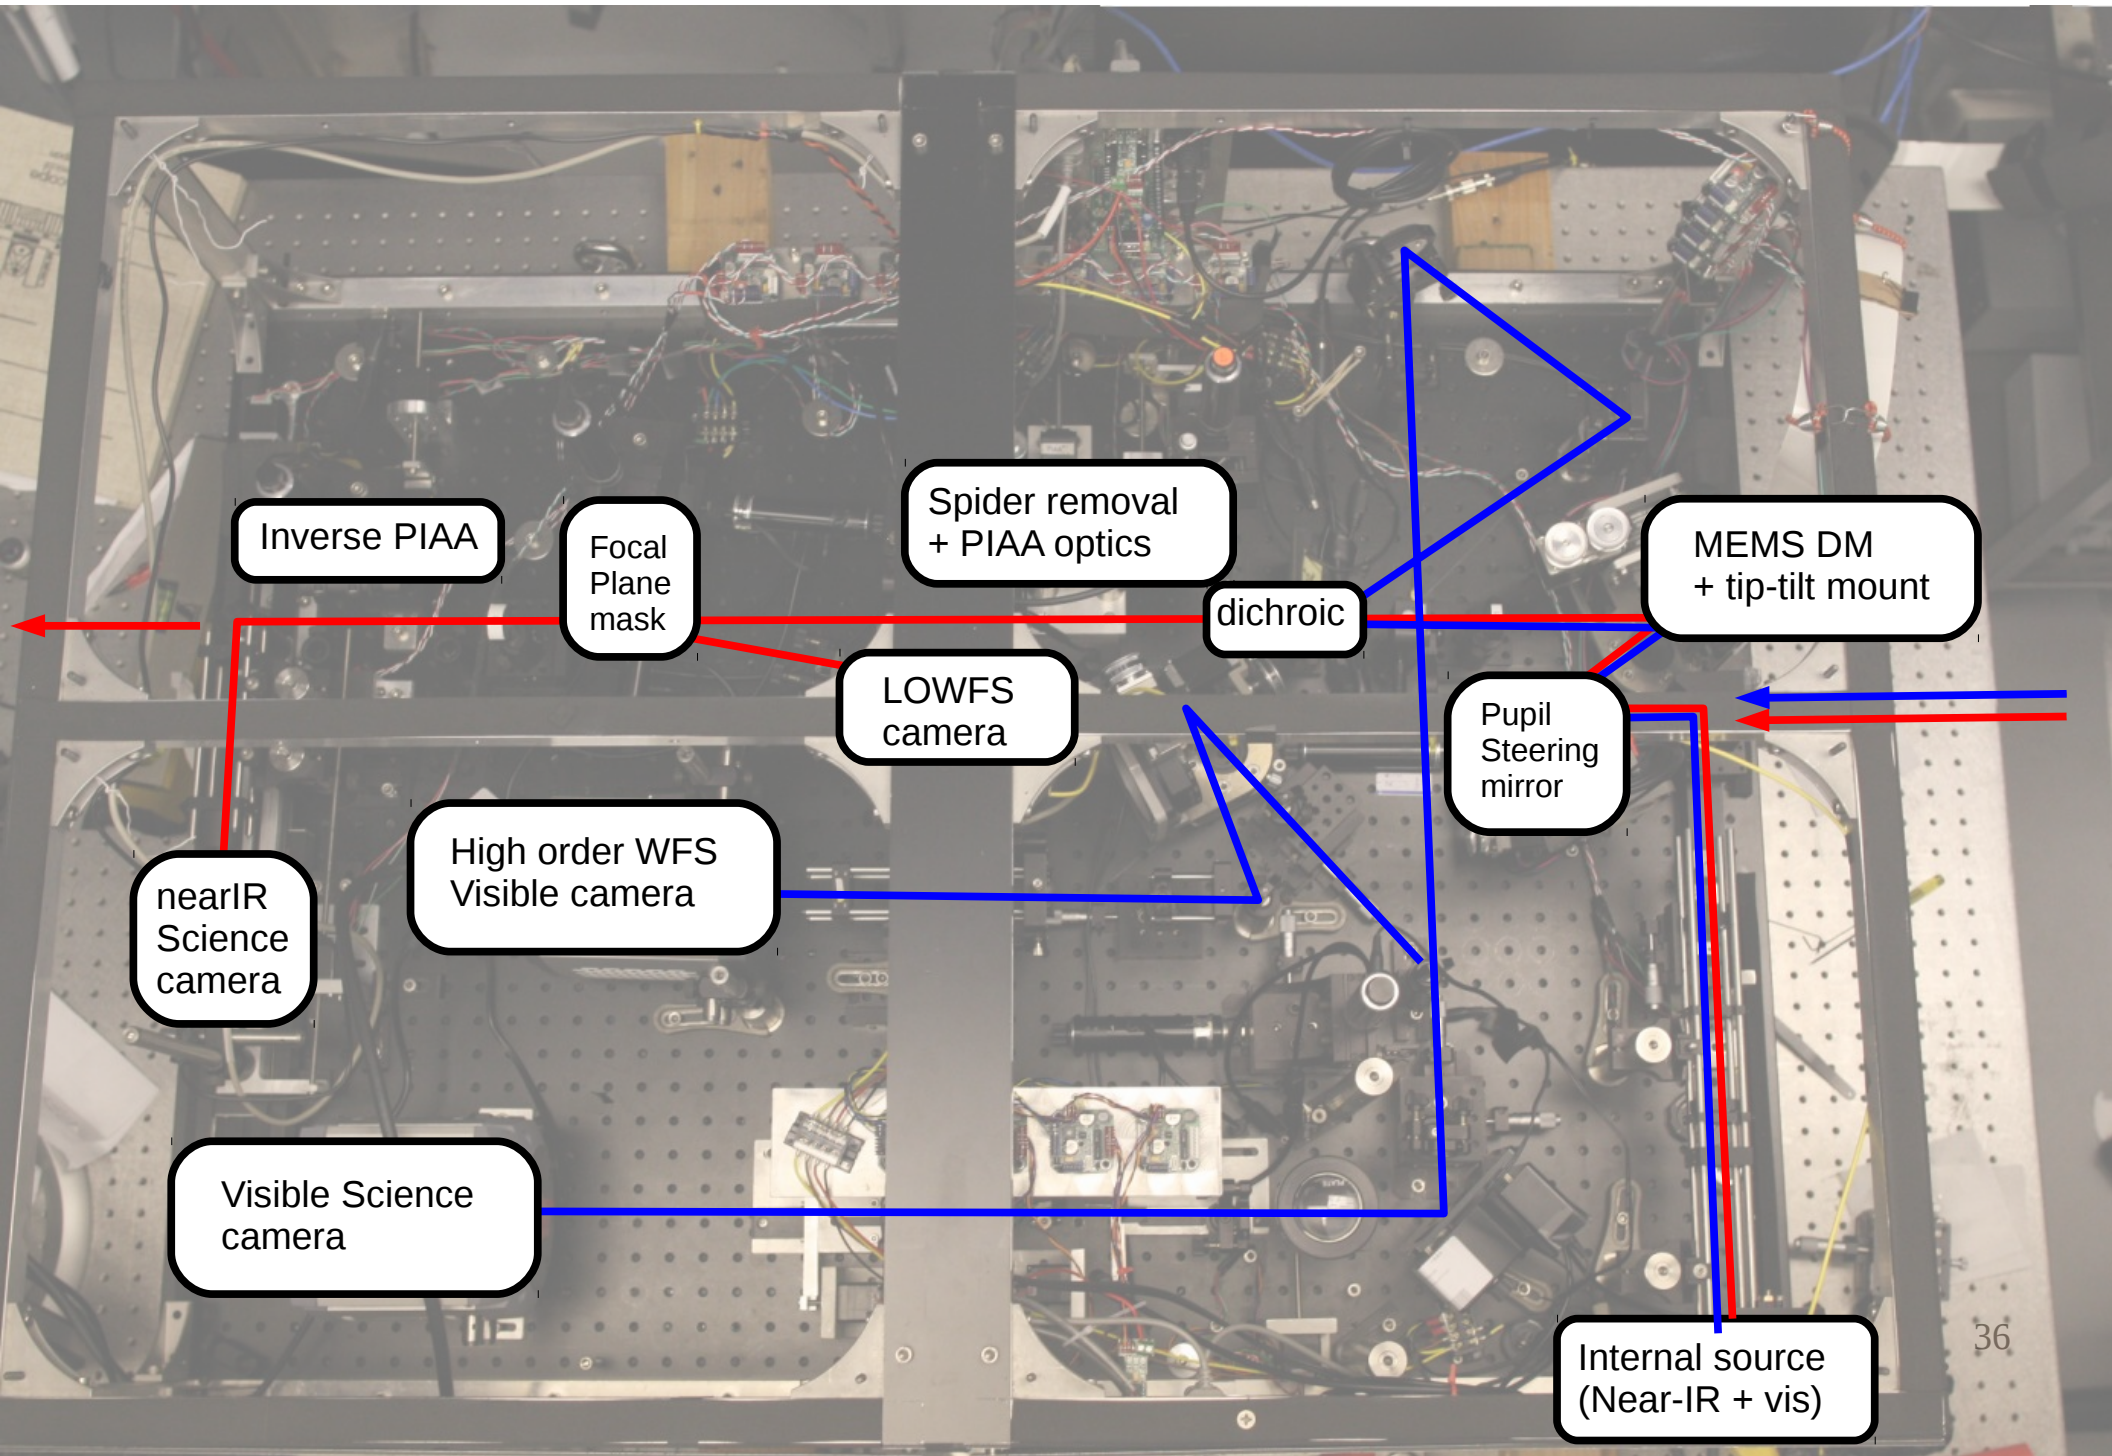 Spider removal
+ PIAA optics
Inverse PIAA
Focal
Plane
mask
MEMS DM
+ tip-tilt mount
dichroic
LOWFS
camera
Pupil
Steering
mirror
High order WFS
Visible camera
nearIR
Science
camera
Visible Science
camera
Internal source
(Near-IR + vis)
36